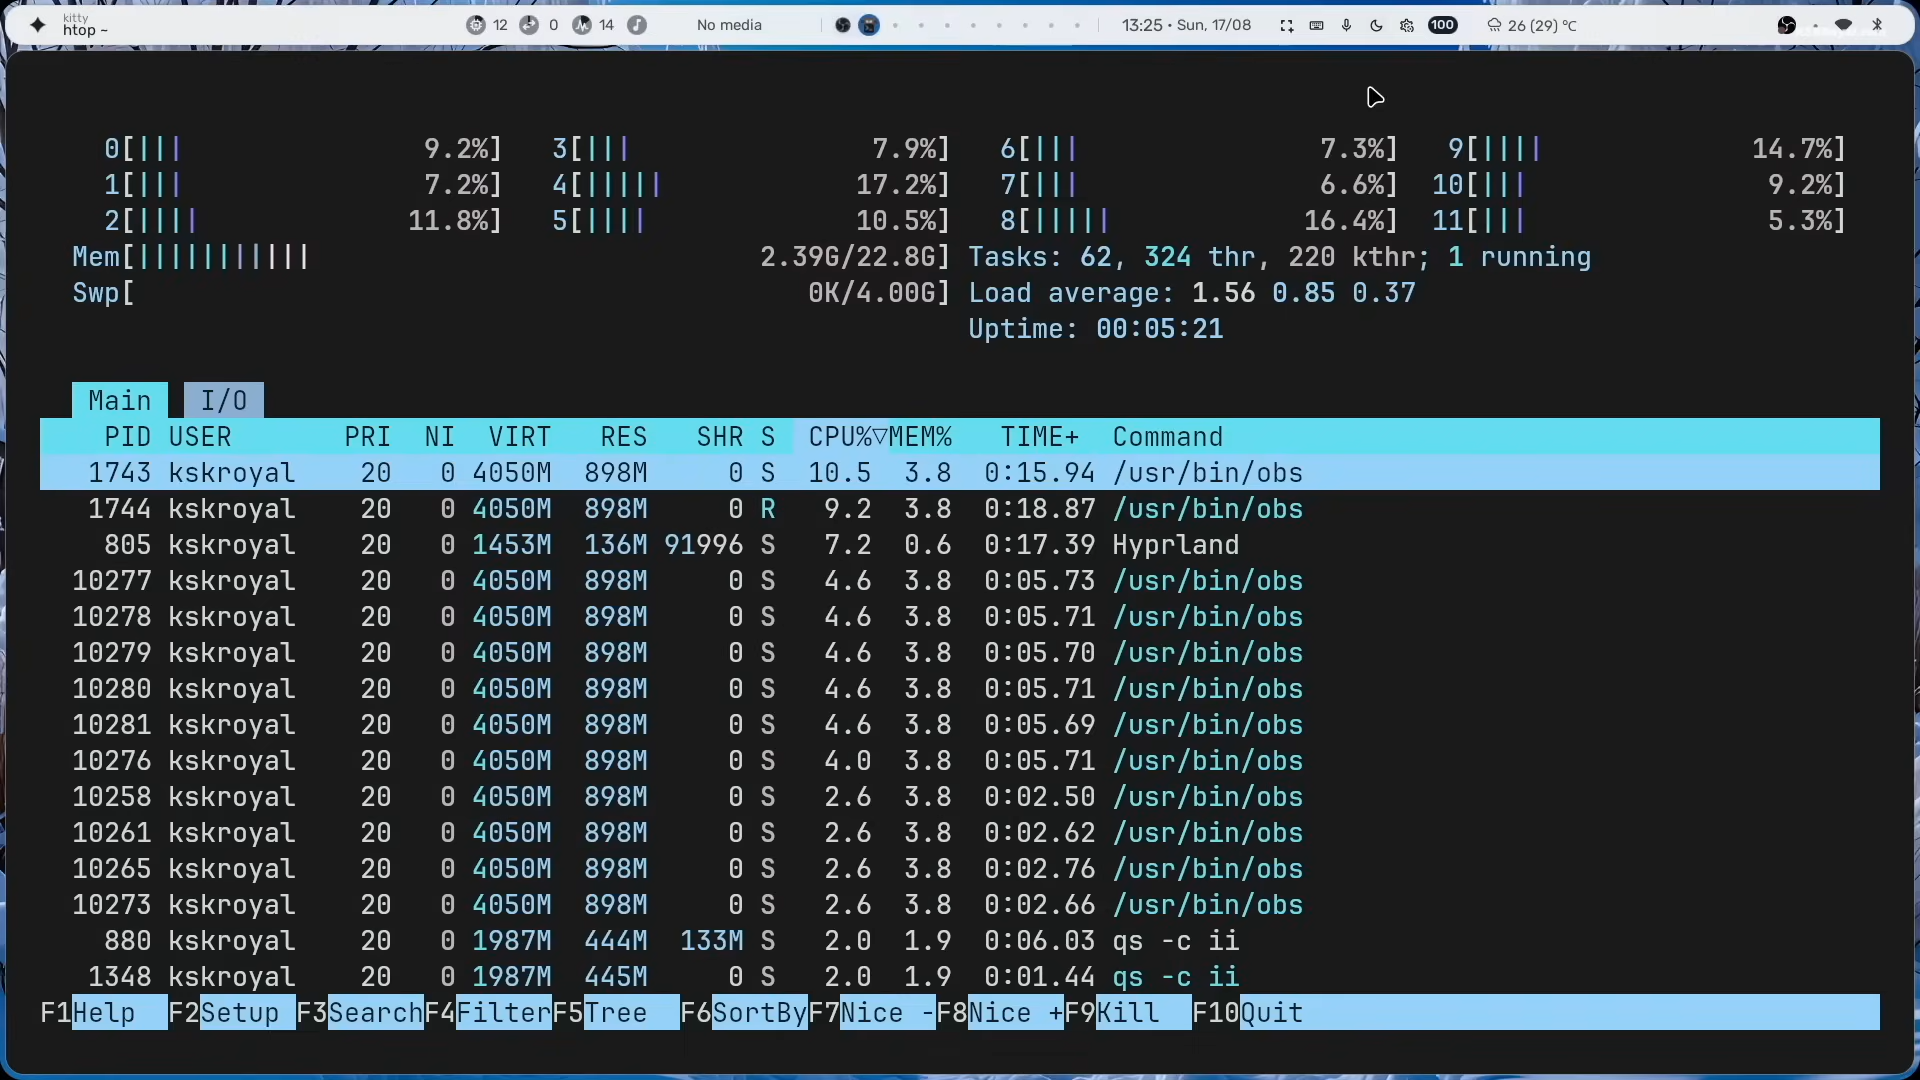 kitty
htop ~
12 0 14 No media 13:25 • Sun, 17/08 100 26 (29) °C
0[||| 9.2%] 3[||| 7.9%] 6[||| 7.3%] 9[|||| 14.7%]
1[||| 7.2%] 4[||||| 17.2%] 7[||| 6.6%] 10[||| 9.2%]
2[|||| 11.8%] 5[|||| 10.5%] 8[||||| 16.4%] 11[||| 5.3%]
Mem[||||||||||| 2.39G/22.8G] Tasks: 62, 324 thr, 220 kthr; 1 running
Swp[ 0K/4.00G] Load average: 1.56 0.85 0.37
Uptime: 00:05:21
Main I/O
PID USER PRI NI VIRT RES SHR S CPU%▽MEM% TIME+ Command
1743 kskroyal 20 0 4050M 898M 0 S 10.5 3.8 0:15.94 /usr/bin/obs
1744 kskroyal 20 0 4050M 898M 0 R 9.2 3.8 0:18.87 /usr/bin/obs
805 kskroyal 20 0 1453M 136M 91996 S 7.2 0.6 0:17.39 Hyprland
10277 kskroyal 20 0 4050M 898M 0 S 4.6 3.8 0:05.73 /usr/bin/obs
10278 kskroyal 20 0 4050M 898M 0 S 4.6 3.8 0:05.71 /usr/bin/obs
10279 kskroyal 20 0 4050M 898M 0 S 4.6 3.8 0:05.70 /usr/bin/obs
10280 kskroyal 20 0 4050M 898M 0 S 4.6 3.8 0:05.71 /usr/bin/obs
10281 kskroyal 20 0 4050M 898M 0 S 4.6 3.8 0:05.69 /usr/bin/obs
10276 kskroyal 20 0 4050M 898M 0 S 4.0 3.8 0:05.71 /usr/bin/obs
10258 kskroyal 20 0 4050M 898M 0 S 2.6 3.8 0:02.50 /usr/bin/obs
10261 kskroyal 20 0 4050M 898M 0 S 2.6 3.8 0:02.62 /usr/bin/obs
10265 kskroyal 20 0 4050M 898M 0 S 2.6 3.8 0:02.76 /usr/bin/obs
10273 kskroyal 20 0 4050M 898M 0 S 2.6 3.8 0:02.66 /usr/bin/obs
880 kskroyal 20 0 1987M 444M 133M S 2.0 1.9 0:06.03 qs -c ii
1348 kskroyal 20 0 1987M 445M 0 S 2.0 1.9 0:01.44 qs -c ii
F1Help F2Setup F3SearchF4FilterF5Tree F6SortByF7Nice -F8Nice +F9Kill F10Quit